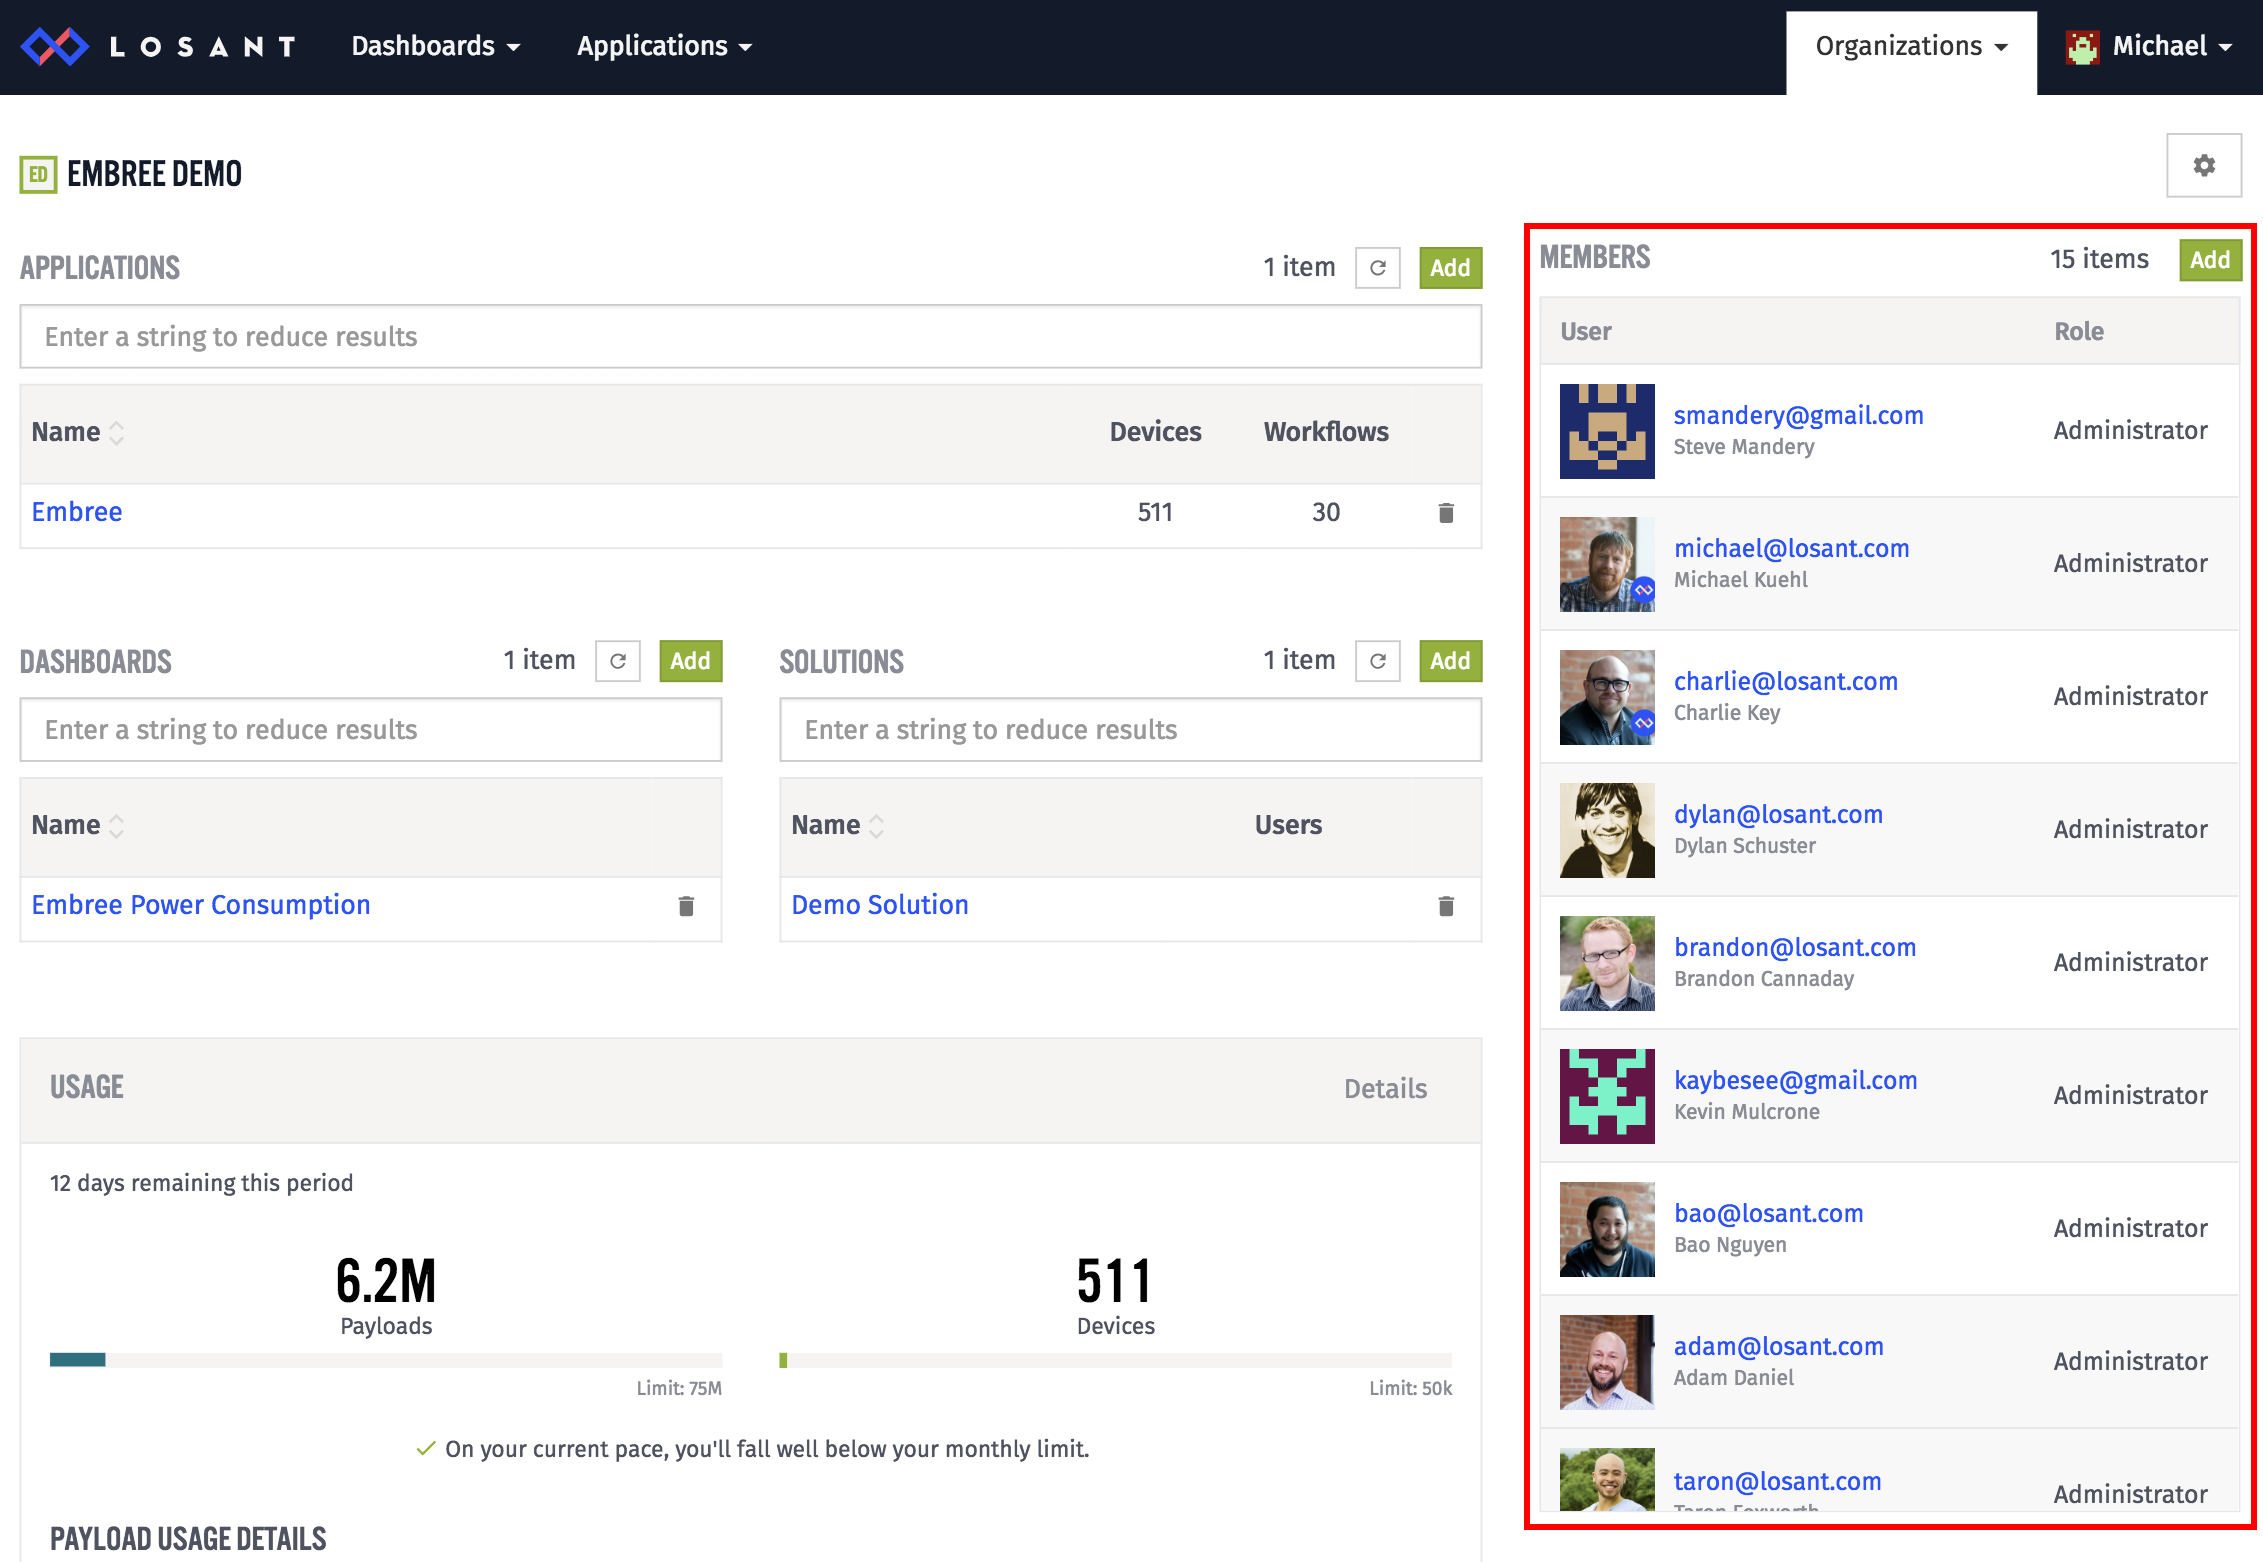 LOSANT Dashboards Applications Organizations Michael
ED EMBREE DEMO
APPLICATIONS 1 item Add
Enter a string to reduce results
Name Devices Workflows
Embree 511 30
DASHBOARDS 1 item Add
Enter a string to reduce results
Name
Embree Power Consumption
SOLUTIONS 1 item Add
Enter a string to reduce results
Name Users
Demo Solution
USAGE Details
12 days remaining this period
6.2M
Payloads
Limit: 75M
511
Devices
Limit: 50k
On your current pace, you'll fall well below your monthly limit.
PAYLOAD USAGE DETAILS
MEMBERS 15 items Add
User Role
smandery@gmail.com
Steve Mandery
Administrator
michael@losant.com
Michael Kuehl
Administrator
charlie@losant.com
Charlie Key
Administrator
dylan@losant.com
Dylan Schuster
Administrator
brandon@losant.com
Brandon Cannaday
Administrator
kaybesee@gmail.com
Kevin Mulcrone
Administrator
bao@losant.com
Bao Nguyen
Administrator
adam@losant.com
Adam Daniel
Administrator
taron@losant.com
Taron Foxworth
Administrator